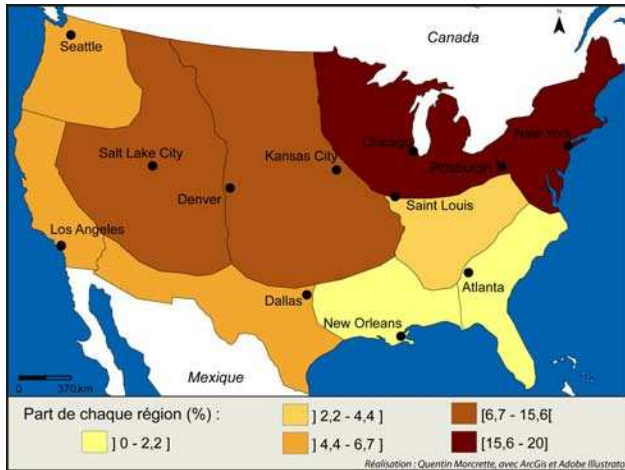 N
Seattle
Canada
Chicago
New York
Salt Lake City
Kansas City
Pittsburgh
Denver
Saint Louis
Los Angeles
Dallas
Atlanta
New Orleans
Mexique
0 370 km
Part de chaque région (%) :
] 0 - 2,2 ]
] 2,2 - 4,4 ]
] 4,4 - 6,7 ]
[6,7 - 15,6[
[15,6 - 20]
Réalisation : Quentin Morcrette, avec ArcGis et Adobe Illustrator